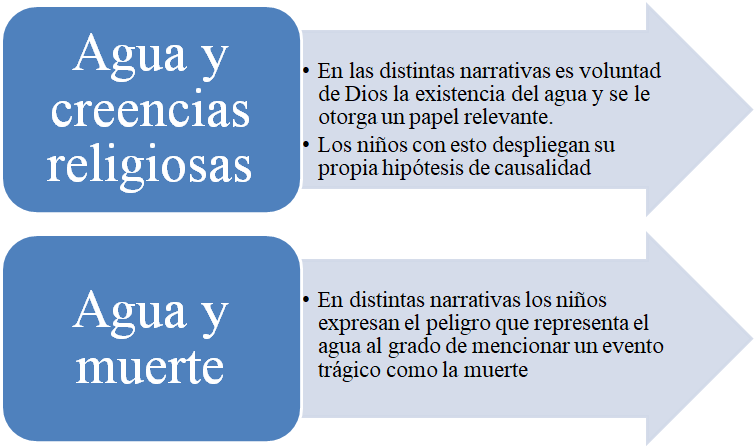 Agua y
creencias
religiosas
• En las distintas narrativas es voluntad
de Dios la existencia del agua y se le
otorga un papel relevante.
• Los niños con esto despliegan su
propia hipótesis de causalidad
Agua y
muerte
• En distintas narrativas los niños
expresan el peligro que representa el
agua al grado de mencionar un evento
trágico como la muerte